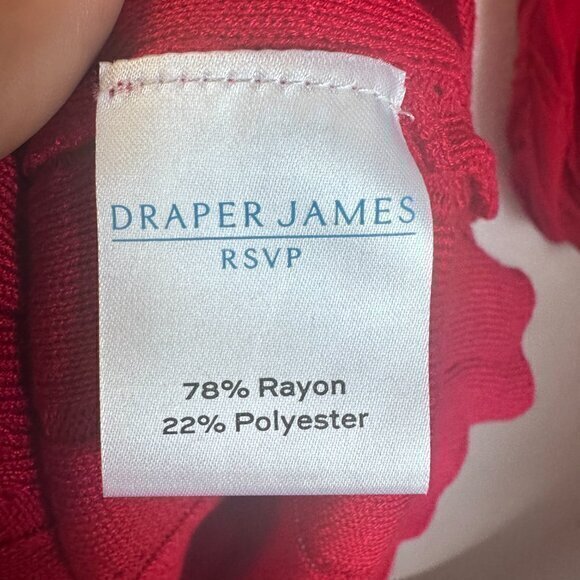 DRAPER JAMES
RSVP
78% Rayon
22% Polyester